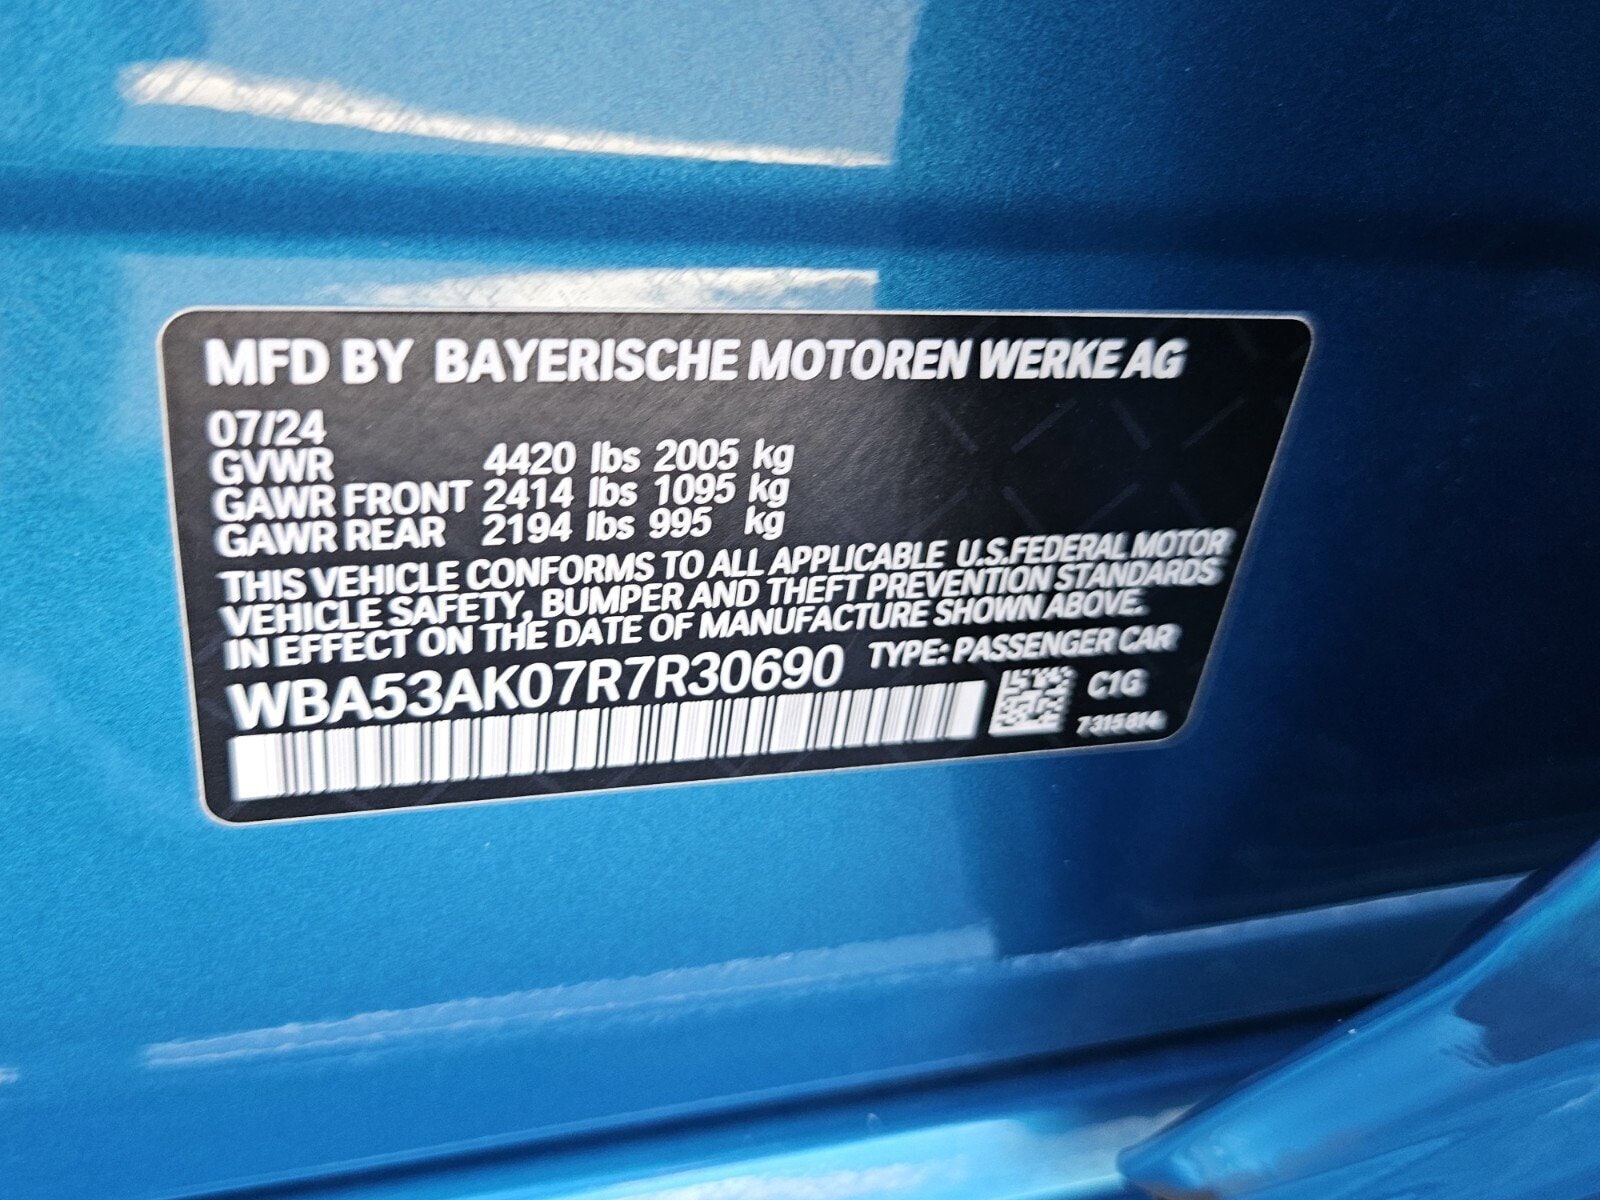 MFD BY BAYERISCHE MOTOREN WERKE AG
07/24
GVWR 4420 lbs 2005 kg
GAWR FRONT 2414 lbs 1095 kg
GAWR REAR 2194 lbs 995 kg
THIS VEHICLE CONFORMS TO ALL APPLICABLE U.S.FEDERAL MOTOR
VEHICLE SAFETY, BUMPER AND THEFT PREVENTION STANDARDS
IN EFFECT ON THE DATE OF MANUFACTURE SHOWN ABOVE.
WBA53AK07R7R30690 TYPE: PASSENGER CAR
C1G
7315814